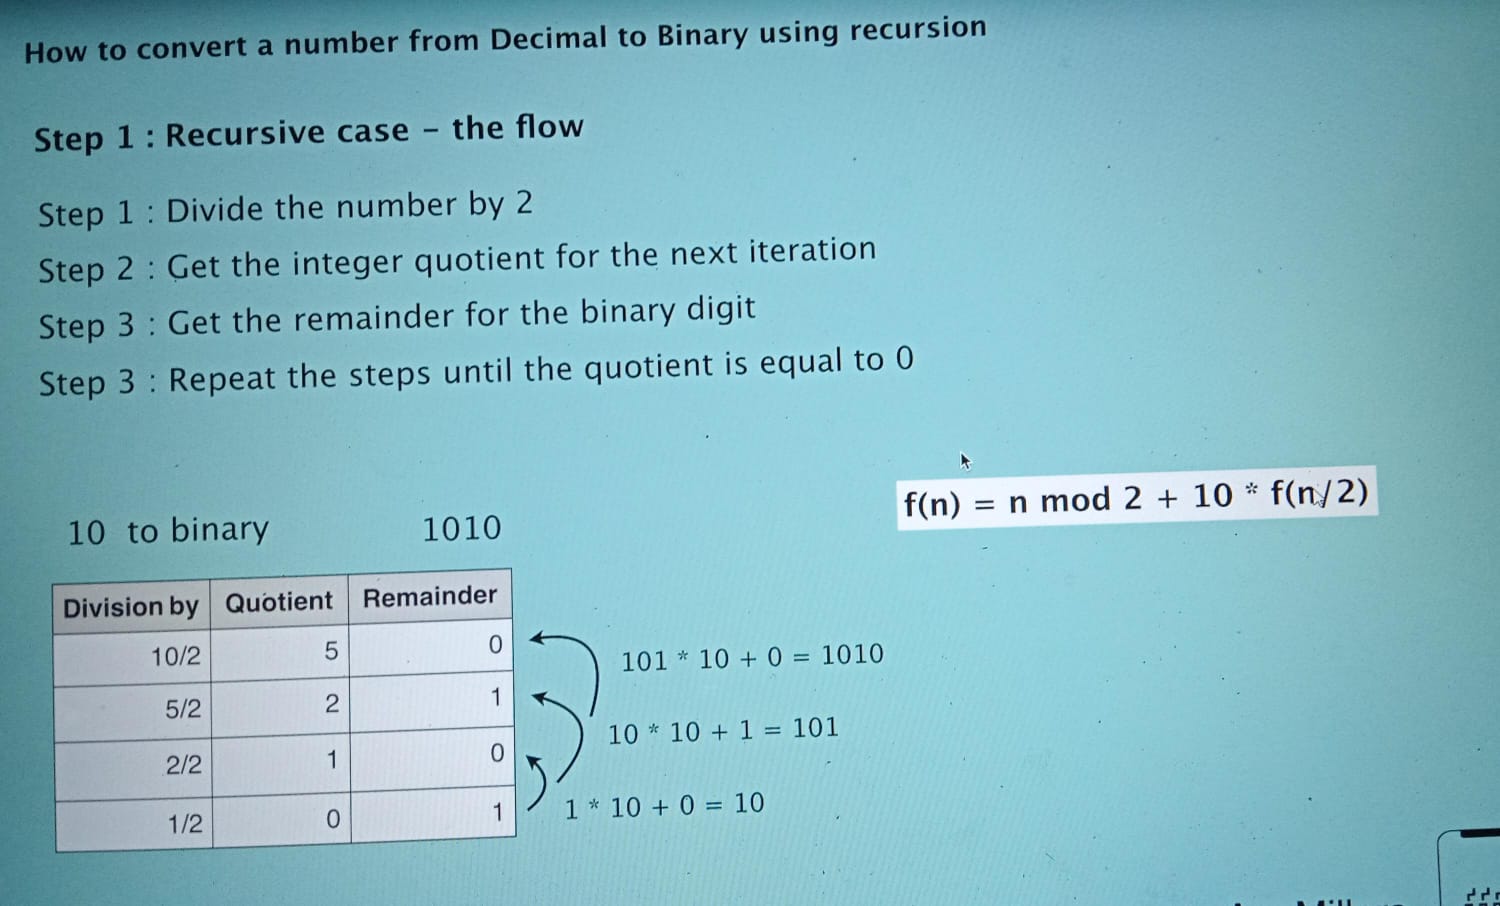 How to convert a number from Decimal to Binary using recursion
Step 1 : Recursive case – the flow
Step 1 : Divide the number by 2
Step 2 : Get the integer quotient for the next iteration
Step 3 : Get the remainder for the binary digit
Step 3 : Repeat the steps until the quotient is equal to 0
f(n) = n mod 2 + 10 * f(n/2)
10 to binary 1010
Division by Quotient Remainder
10/2 5 0
5/2 2 1
2/2 1 0
1/2 0 1
101 * 10 + 0 = 1010
10 * 10 + 1 = 101
1 * 10 + 0 = 10